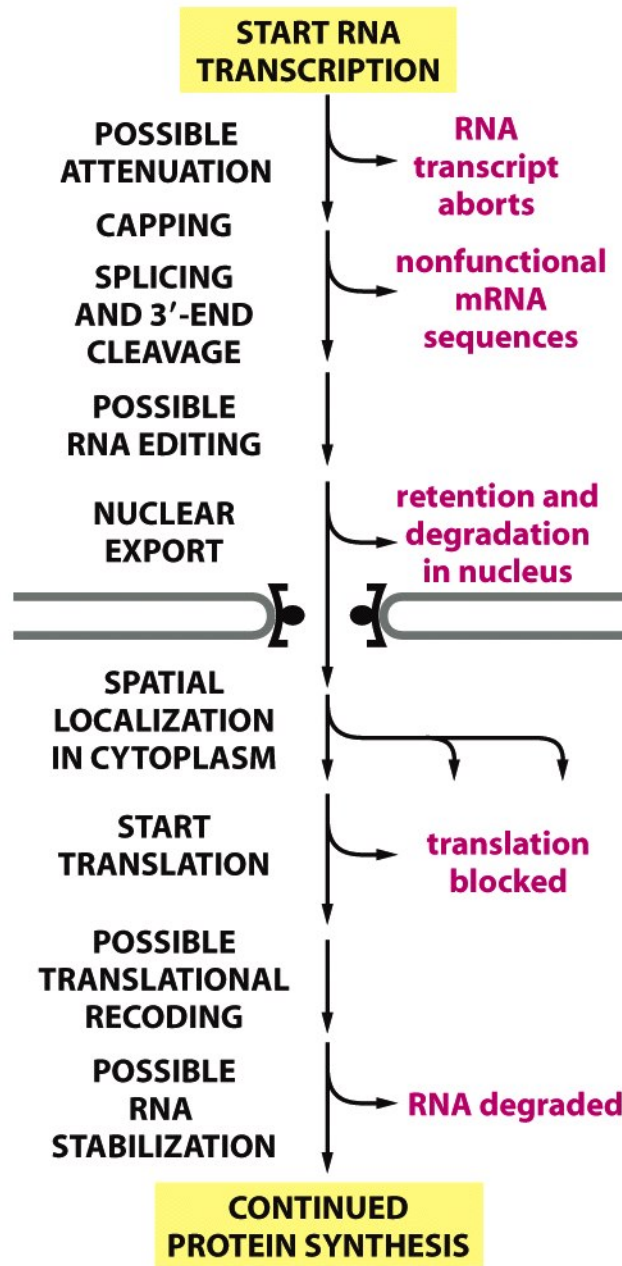 START RNA
TRANSCRIPTION
POSSIBLE
ATTENUATION
RNA
transcript
aborts
CAPPING
SPLICING
AND 3′-END
CLEAVAGE
nonfunctional
mRNA
sequences
POSSIBLE
RNA EDITING
NUCLEAR
EXPORT
retention and
degradation
in nucleus
SPATIAL
LOCALIZATION
IN CYTOPLASM
START
TRANSLATION
translation
blocked
POSSIBLE
TRANSLATIONAL
RECODING
POSSIBLE
RNA
STABILIZATION
RNA degraded
CONTINUED
PROTEIN SYNTHESIS